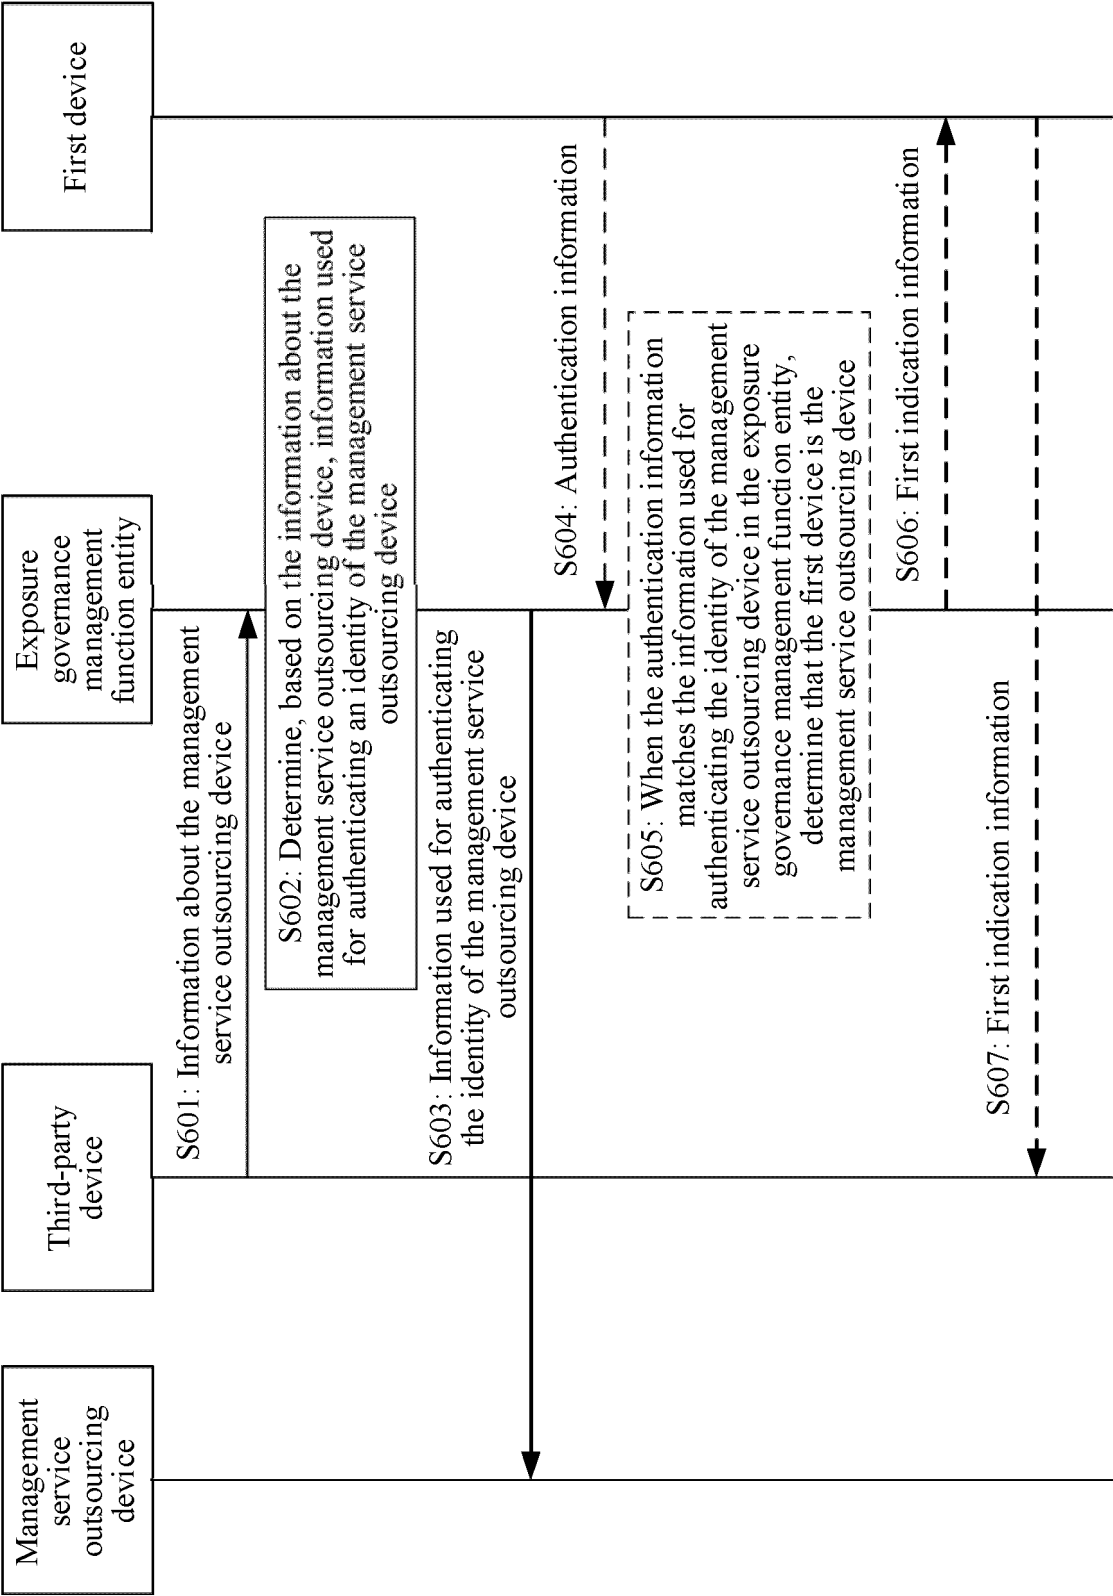 Management
service
outsourcing
device
Third-party
device
Exposure
governance
management
function entity
First device
S601: Information about the management
service outsourcing device
S602: Determine, based on the information about the
management service outsourcing device, information used
for authenticating an identity of the management service
outsourcing device
S603: Information used for authenticating
the identity of the management service
outsourcing device
S604: Authentication information
S605: When the authentication information
matches the information used for
authenticating the identity of the management
service outsourcing device in the exposure
governance management function entity,
determine that the first device is the
management service outsourcing device
S606: First indication information
S607: First indication information